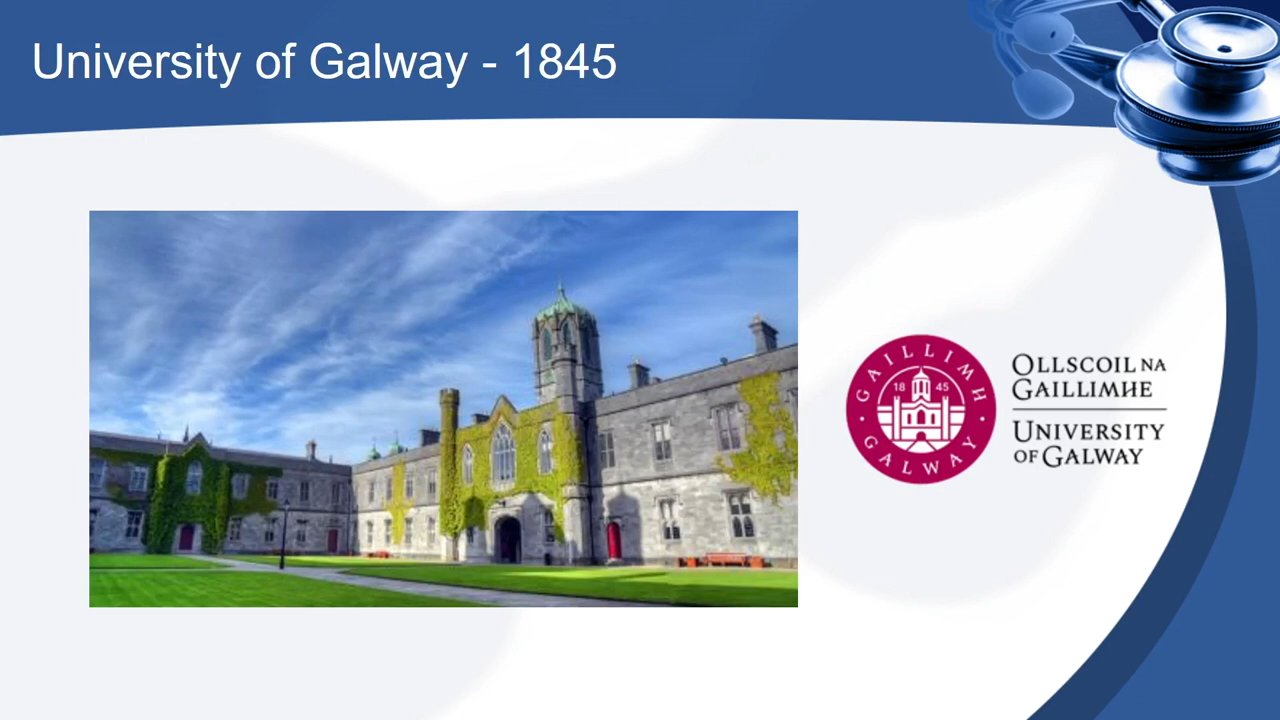 University of Galway - 1845
GAILLIMH
18 45
GALWAY
OLLSCOIL NA
GAILLIMHE
UNIVERSITY
OF GALWAY